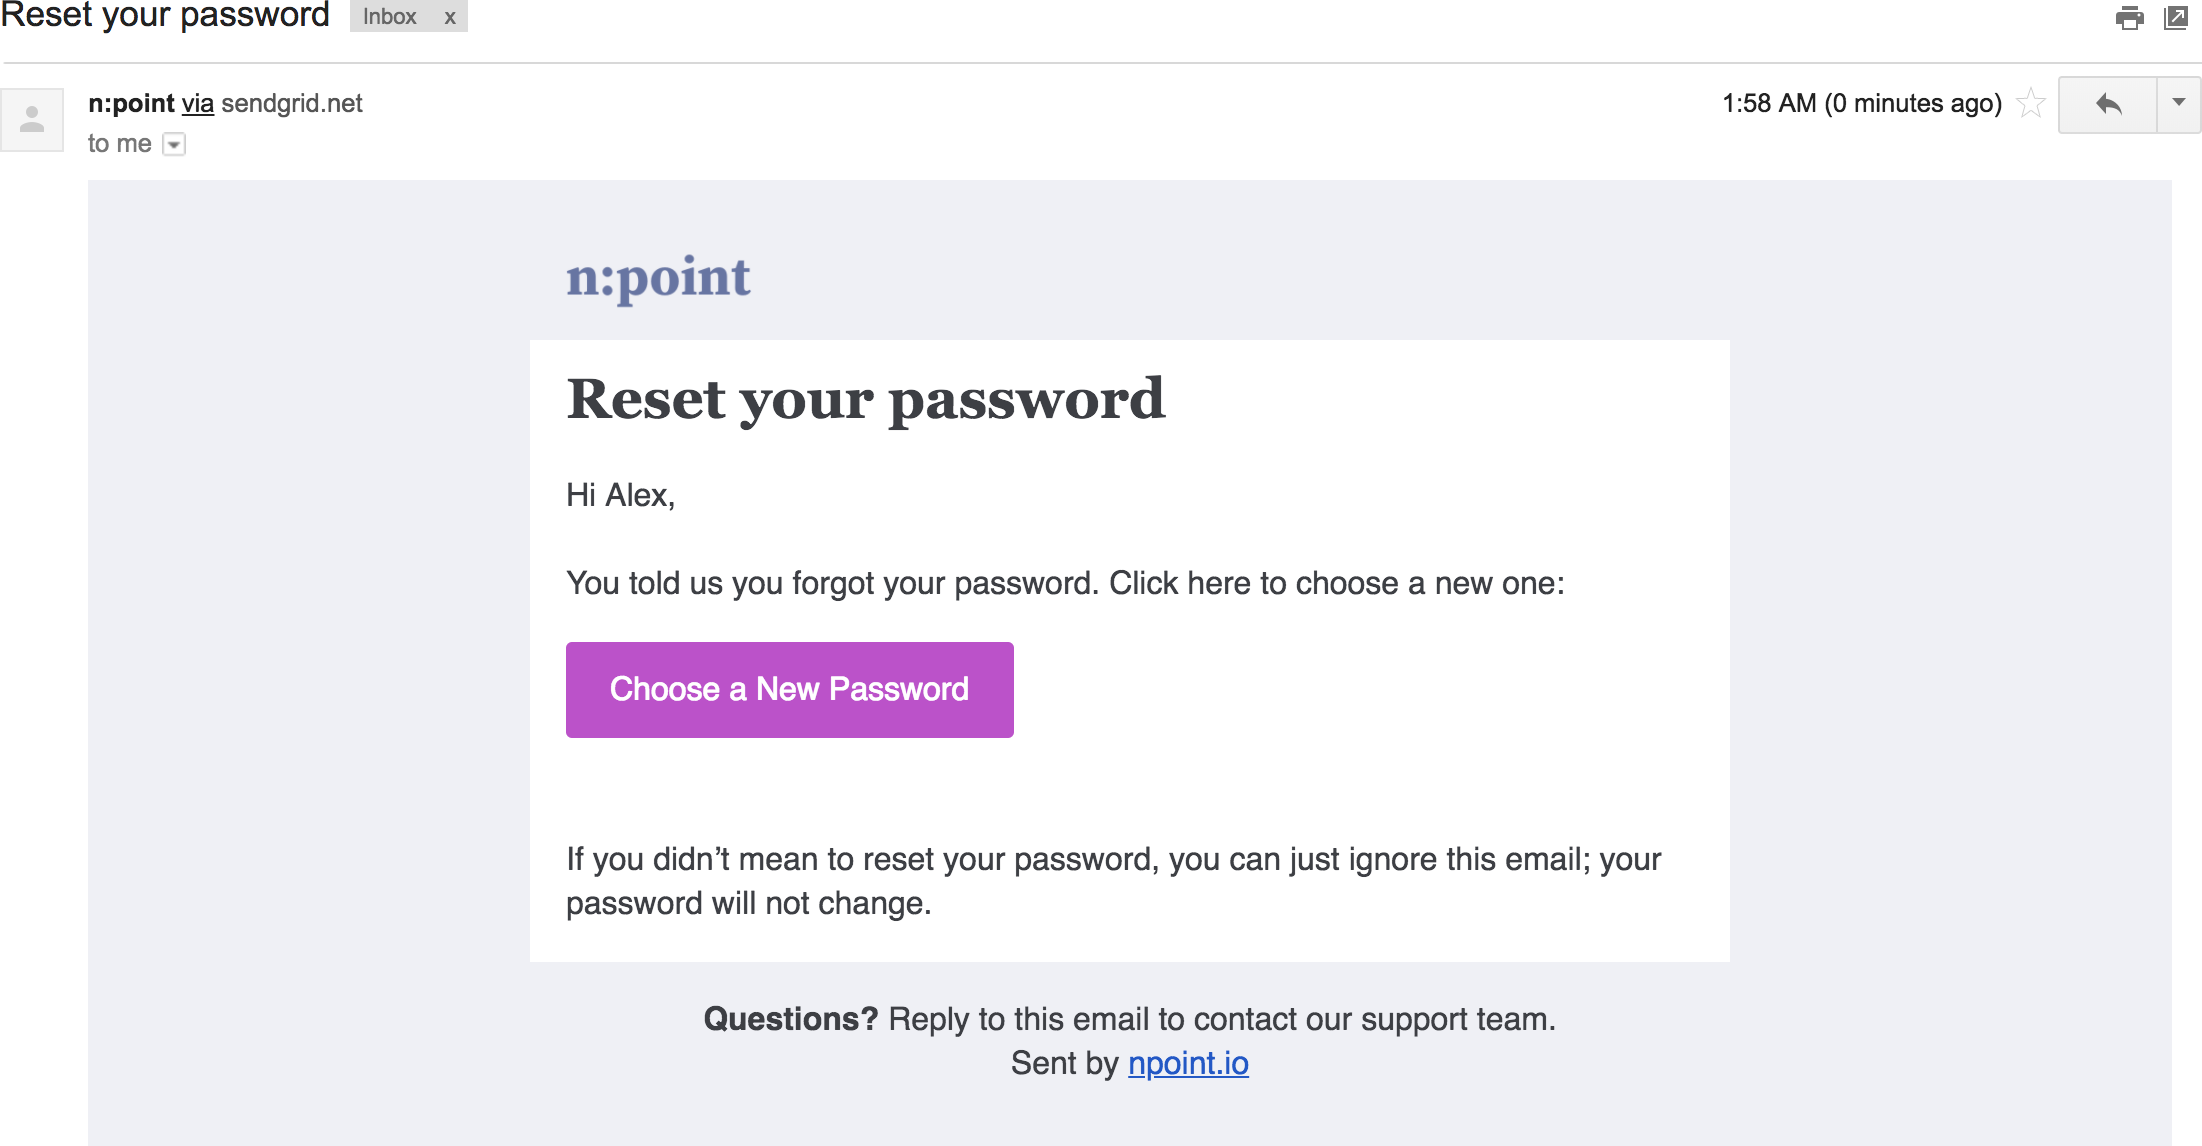 Reset your password Inbox x
n:point via sendgrid.net 1:58 AM (0 minutes ago)
to me
n:point
Reset your password
Hi Alex,
You told us you forgot your password. Click here to choose a new one:
Choose a New Password
If you didn’t mean to reset your password, you can just ignore this email; your
password will not change.
Questions? Reply to this email to contact our support team.
Sent by npoint.io